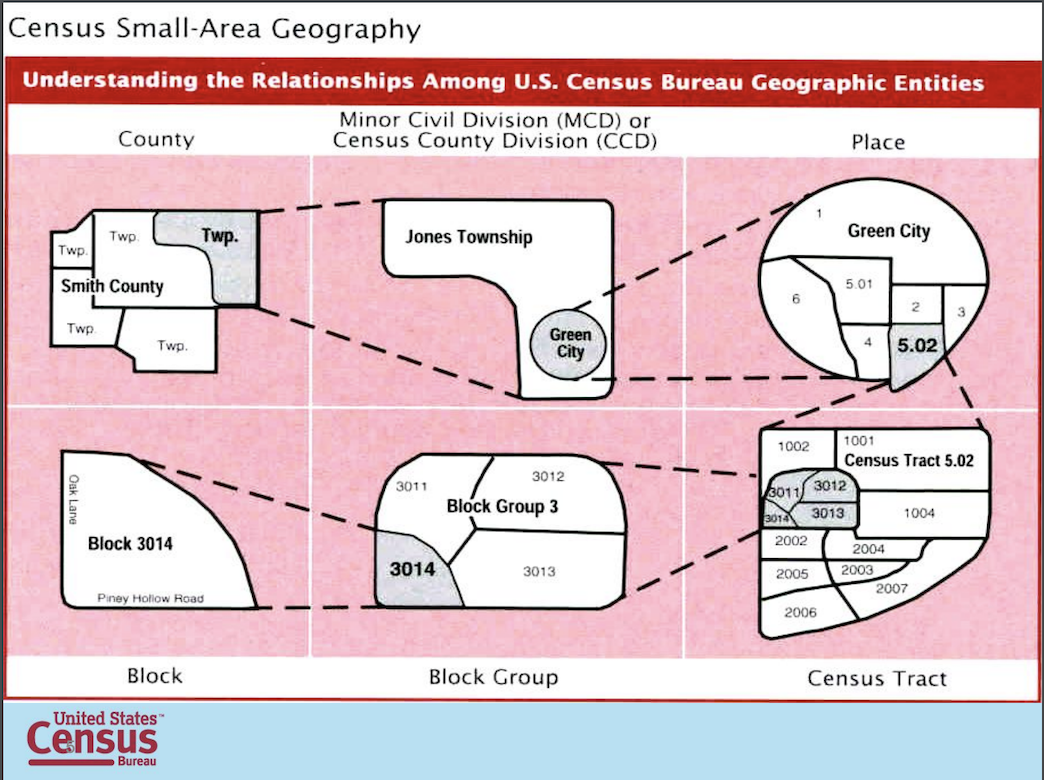 Census Small-Area Geography
Understanding the Relationships Among U.S. Census Bureau Geographic Entities
County
Minor Civil Division (MCD) or
Census County Division (CCD)
Place
Twp.
Twp.
Twp.
Smith County
Twp.
Twp.
Jones Township
Green
City
1
Green City
5.01
6
2
3
4
5.02
Oak Lane
Block 3014
Piney Hollow Road
3011
3012
Block Group 3
3014
3013
1002
1001
Census Tract 5.02
3011
3012
3014
3013
1004
2002
2004
2005
2003
2007
2006
Block
Block Group
Census Tract
United States™
Census
Bureau